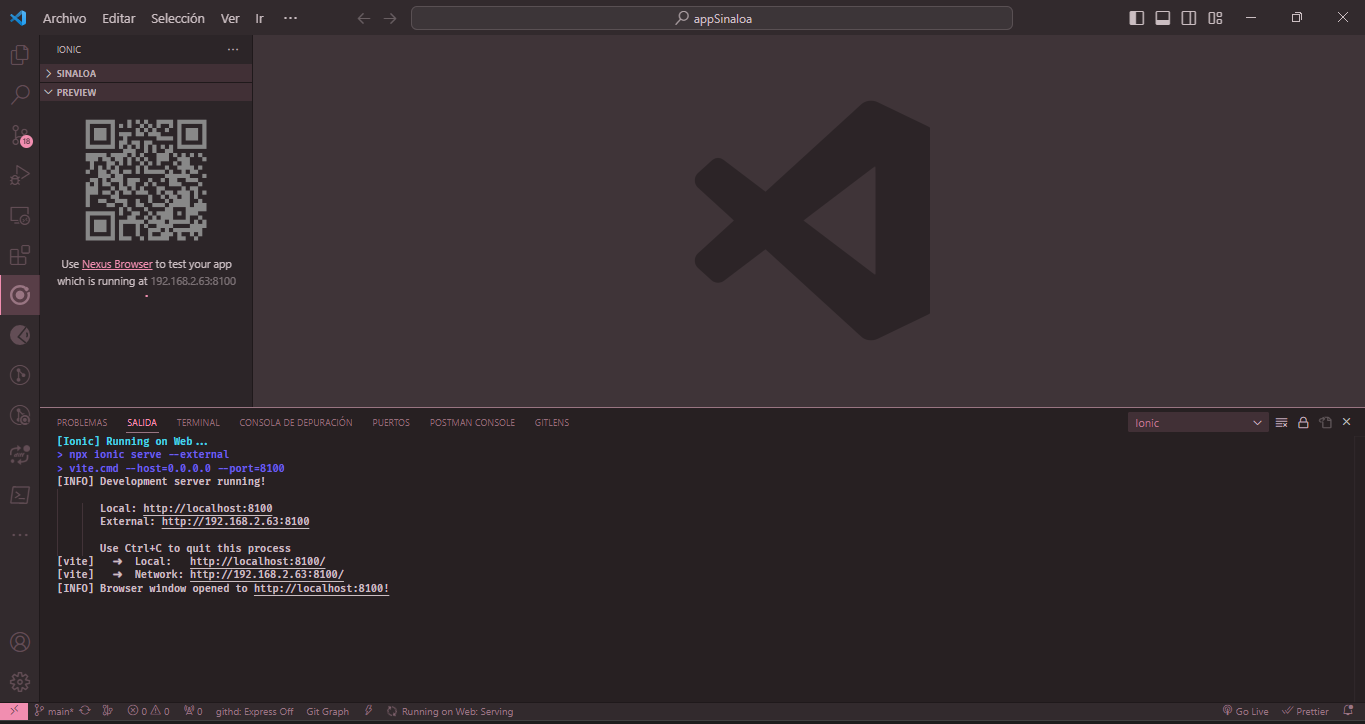 Archivo Editar Selección Ver Ir ···
appSinaloa
IONIC ···
SINALOA
PREVIEW
18
Use Nexus Browser to test your app
which is running at 192.168.2.63:8100
PROBLEMAS SALIDA TERMINAL CONSOLA DE DEPURACIÓN PUERTOS POSTMAN CONSOLE GITLENS
Ionic
[Ionic] Running on Web...
> npx ionic serve --external
> vite.cmd --host=0.0.0.0 --port=8100
[INFO] Development server running!
Local: http://localhost:8100
External: http://192.168.2.63:8100
Use Ctrl+C to quit this process
[vite] ➜ Local: http://localhost:8100/
[vite] ➜ Network: http://192.168.2.63:8100/
[INFO] Browser window opened to http://localhost:8100!
main* 0 0 0 githd: Express Off Git Graph Running on Web: Serving Go Live Prettier